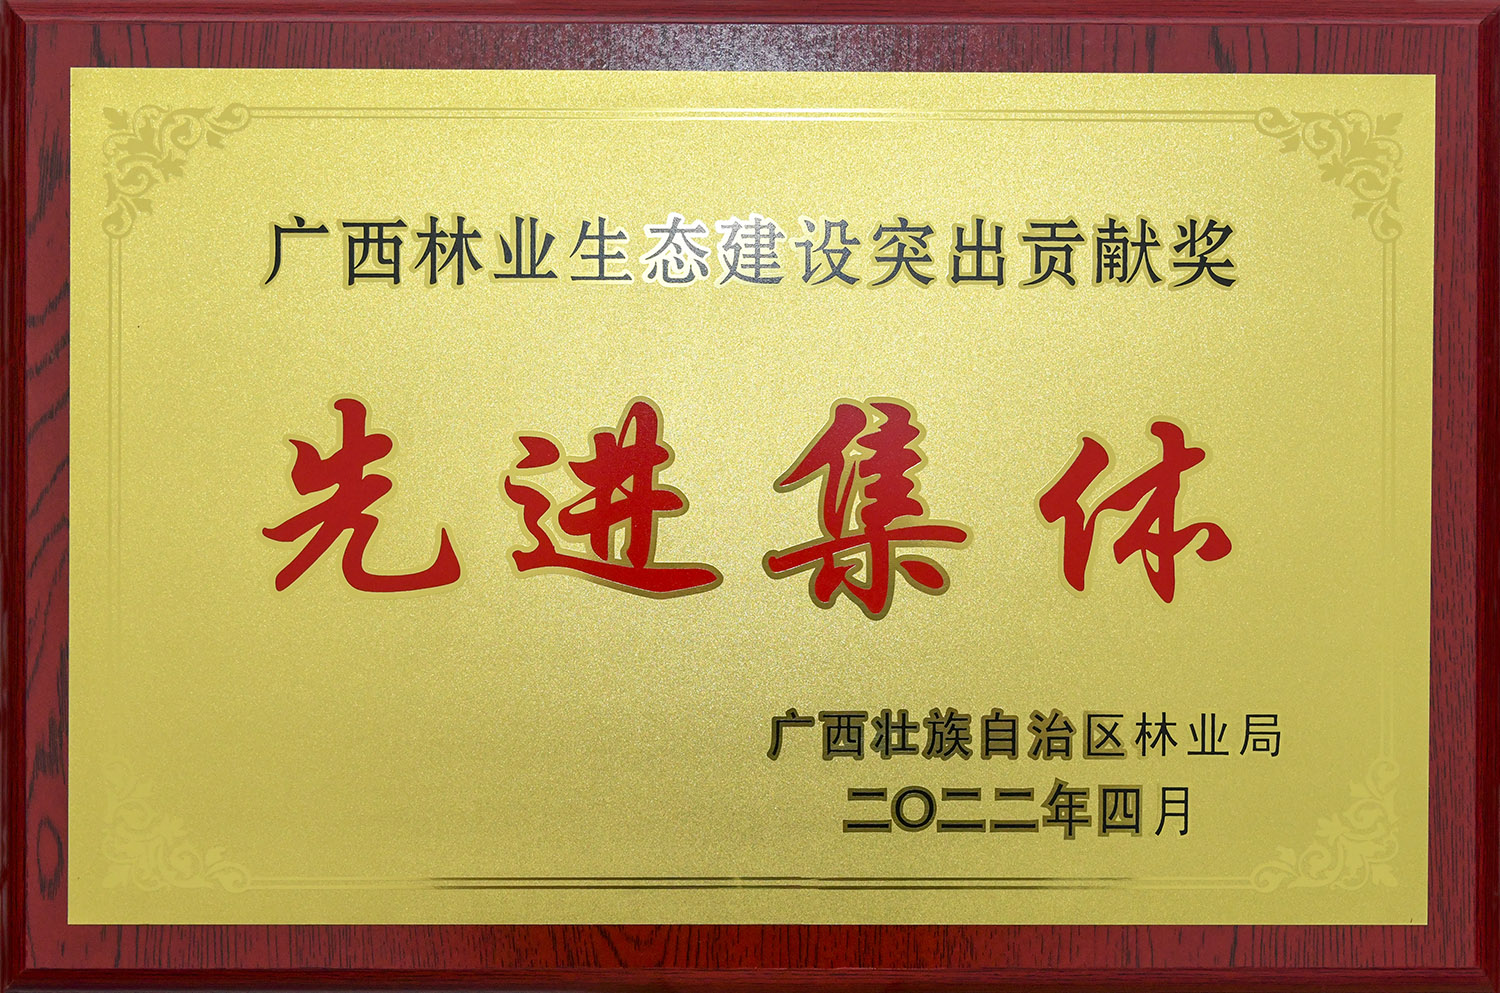 广西林业生态建设突出贡献奖
先进集体
广西壮族自治区林业局
二〇二二年四月